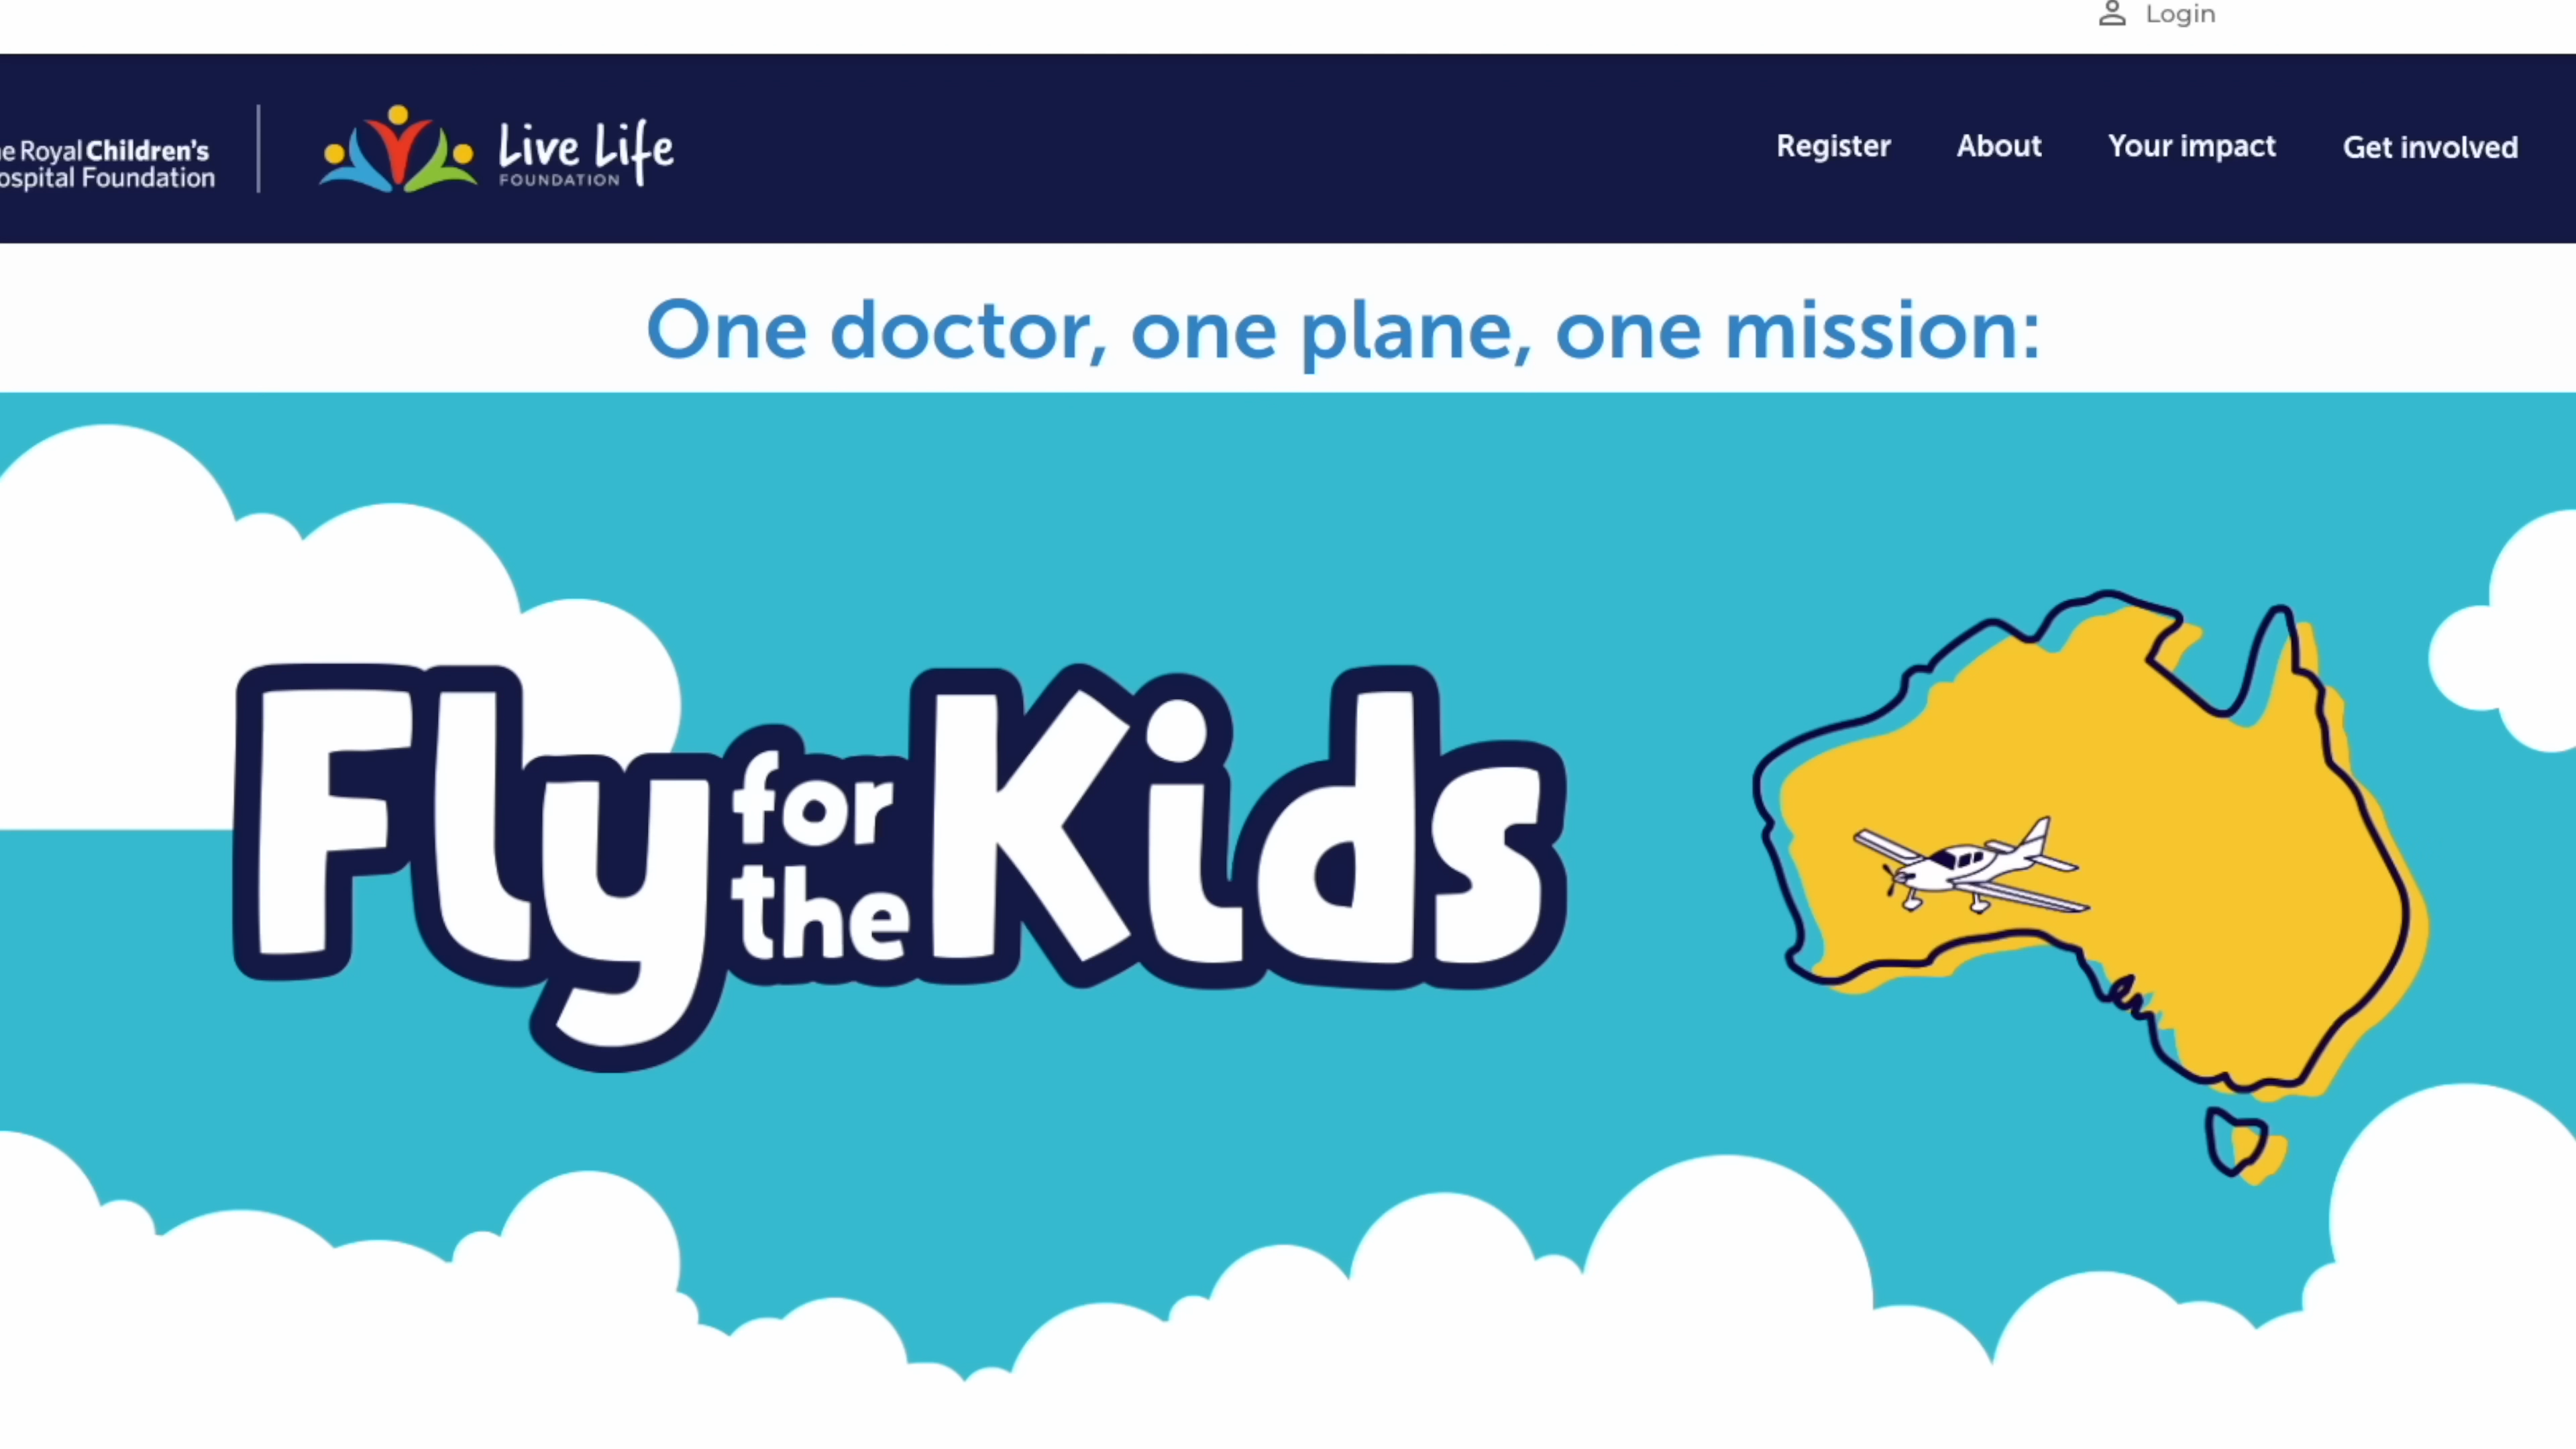 Login
e Royal Children's
ospital Foundation
Live Life
FOUNDATION
Register About Your impact Get involved
One doctor, one plane, one mission:
Fly for the Kids